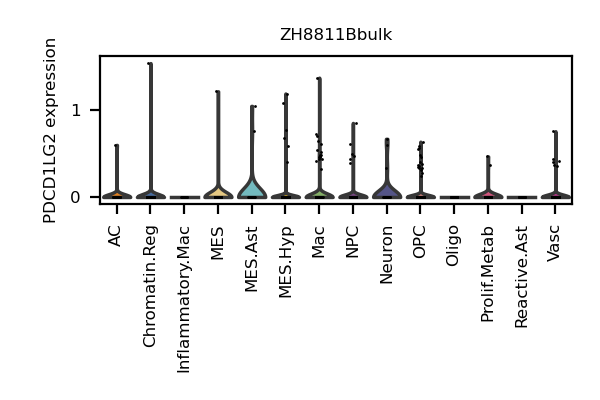 ZH8811Bbulk
PDCD1LG2 expression
1
0
AC
Chromatin.Reg
Inflammatory.Mac
MES
MES.Ast
MES.Hyp
Mac
NPC
Neuron
OPC
Oligo
Prolif.Metab
Reactive.Ast
Vasc